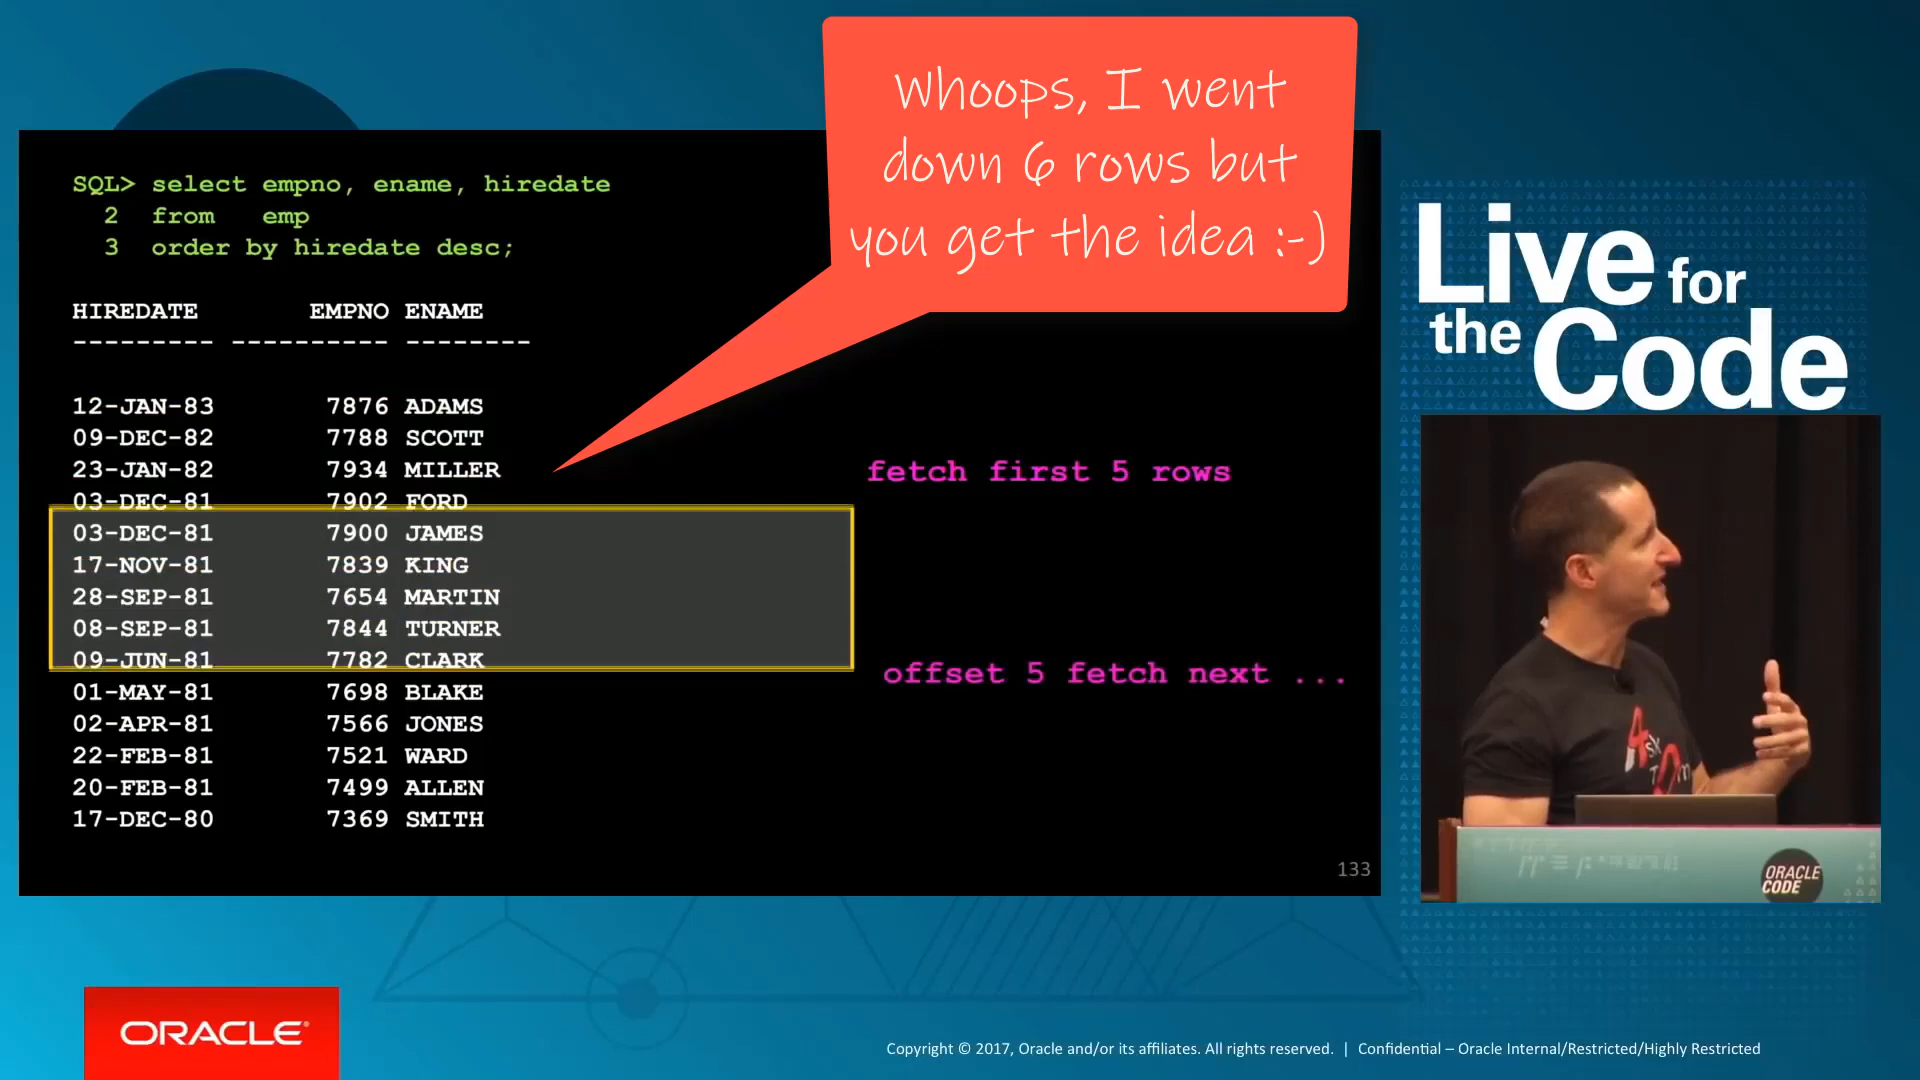 Whoops, I went
down 6 rows but
you get the idea :-)
SQL> select empno, ename, hiredate
2 from emp
3 order by hiredate desc;
HIREDATE EMPNO ENAME
--------- ---------- --------
12-JAN-83 7876 ADAMS
09-DEC-82 7788 SCOTT
23-JAN-82 7934 MILLER
03-DEC-81 7902 FORD
03-DEC-81 7900 JAMES
17-NOV-81 7839 KING
28-SEP-81 7654 MARTIN
08-SEP-81 7844 TURNER
09-JUN-81 7782 CLARK
01-MAY-81 7698 BLAKE
02-APR-81 7566 JONES
22-FEB-81 7521 WARD
20-FEB-81 7499 ALLEN
17-DEC-80 7369 SMITH
fetch first 5 rows
offset 5 fetch next ...
133
Live for
the Code
Ask
TOm
ORACLE
CODE
ORACLE®
Copyright © 2017, Oracle and/or its affiliates. All rights reserved. | Confidential – Oracle Internal/Restricted/Highly Restricted